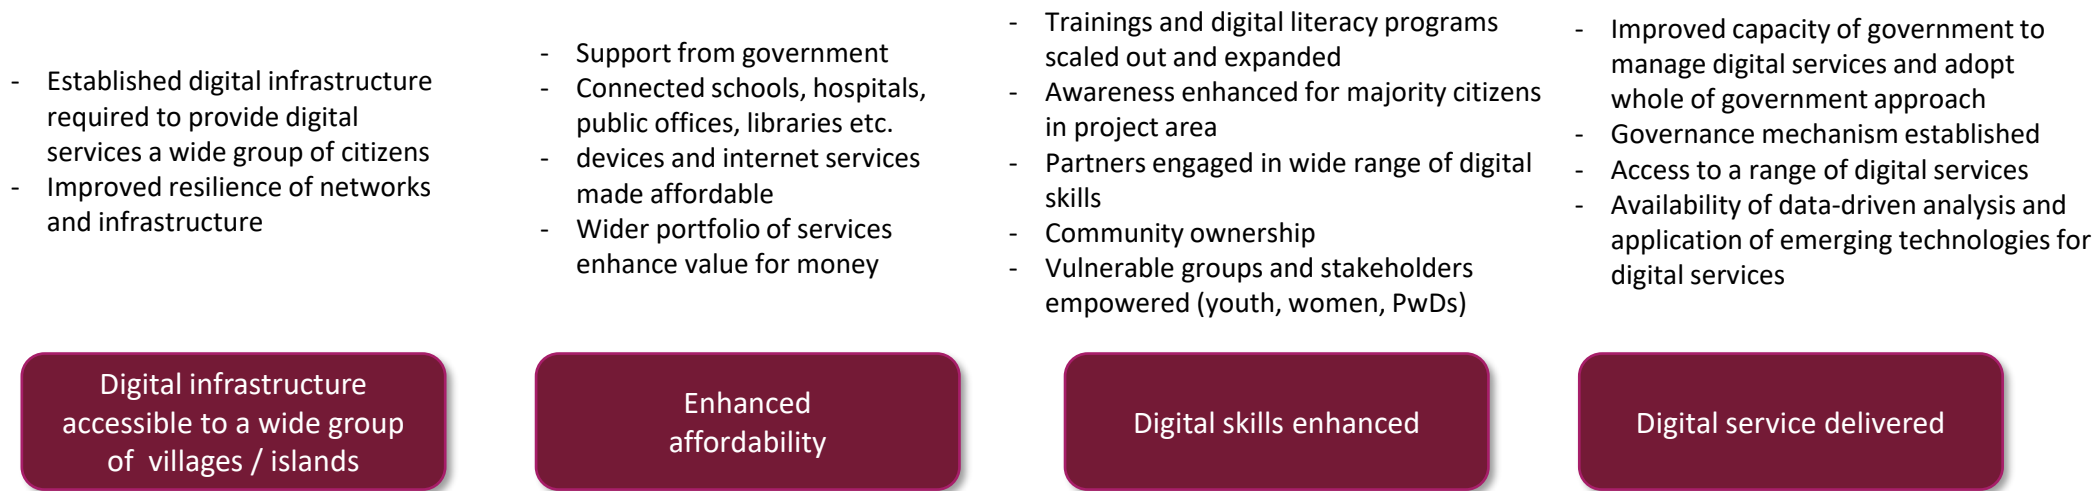 - Established digital infrastructure
required to provide digital
services a wide group of citizens
- Improved resilience of networks
and infrastructure
- Support from government
- Connected schools, hospitals,
public offices, libraries etc.
- devices and internet services
made affordable
- Wider portfolio of services
enhance value for money
- Trainings and digital literacy programs
scaled out and expanded
- Awareness enhanced for majority citizens
in project area
- Partners engaged in wide range of digital
skills
- Community ownership
- Vulnerable groups and stakeholders
empowered (youth, women, PwDs)
- Improved capacity of government to
manage digital services and adopt
whole of government approach
- Governance mechanism established
- Access to a range of digital services
- Availability of data-driven analysis and
application of emerging technologies for
digital services
Digital infrastructure
accessible to a wide group
of villages / islands
Enhanced
affordability
Digital skills enhanced
Digital service delivered